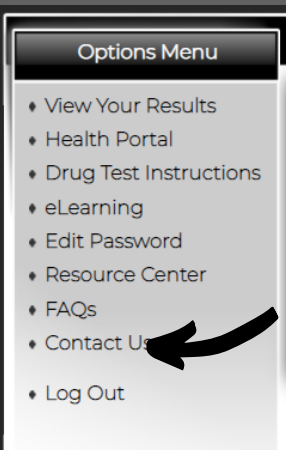 Options Menu
View Your Results
Health Portal
Drug Test Instructions
eLearning
Edit Password
Resource Center
FAQs
Contact Us
Log Out